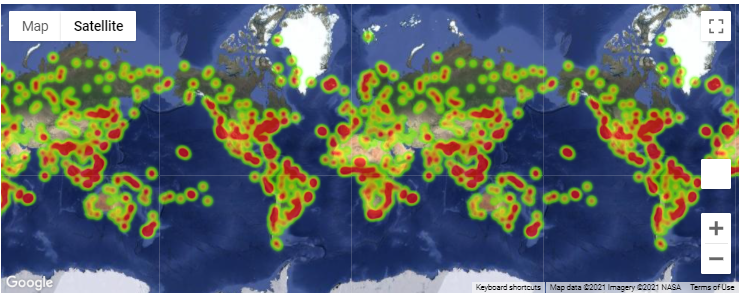 Map Satellite
+
−
Google
Keyboard shortcuts Map data ©2021 Imagery ©2021 NASA Terms of Use